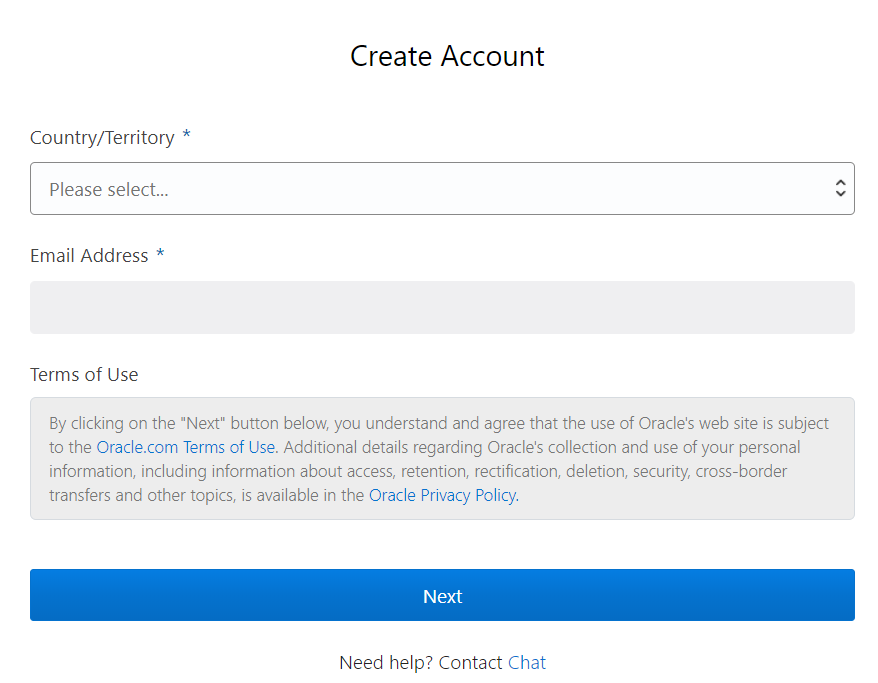 Create Account
Country/Territory *
Please select...
Email Address *
Terms of Use
By clicking on the "Next" button below, you understand and agree that the use of Oracle's web site is subject
to the Oracle.com Terms of Use. Additional details regarding Oracle's collection and use of your personal
information, including information about access, retention, rectification, deletion, security, cross-border
transfers and other topics, is available in the Oracle Privacy Policy.
Next
Need help? Contact Chat